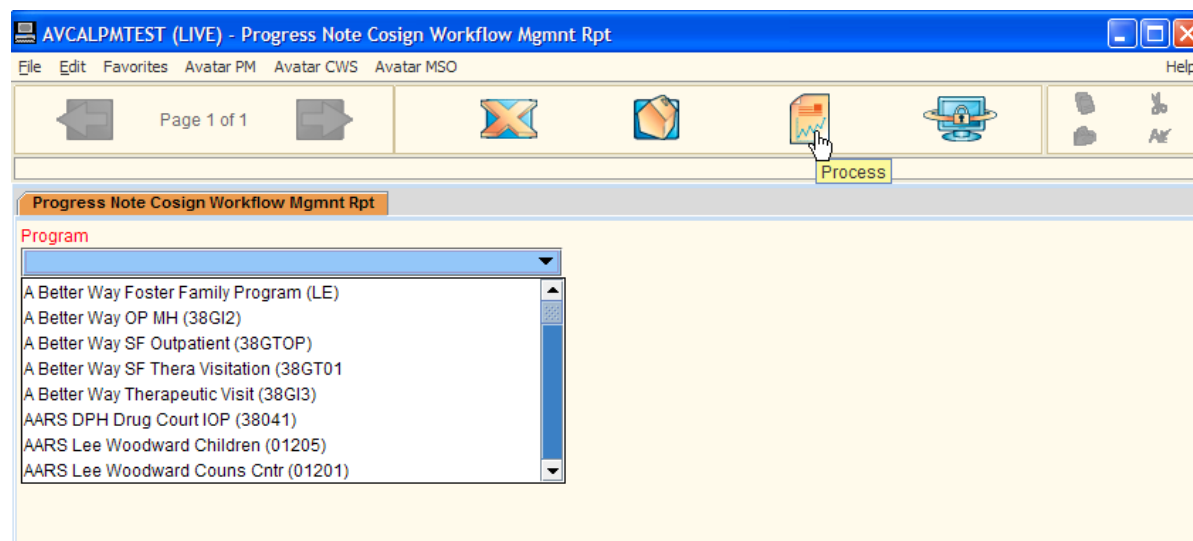 AVCALPMTEST (LIVE) - Progress Note Cosign Workflow Mgmnt Rpt
File Edit Favorites Avatar PM Avatar CWS Avatar MSO Help
Page 1 of 1
Process
Progress Note Cosign Workflow Mgmnt Rpt
Program
A Better Way Foster Family Program (LE)
A Better Way OP MH (38GI2)
A Better Way SF Outpatient (38GTOP)
A Better Way SF Thera Visitation (38GT01
A Better Way Therapeutic Visit (38GI3)
AARS DPH Drug Court IOP (38041)
AARS Lee Woodward Children (01205)
AARS Lee Woodward Couns Cntr (01201)